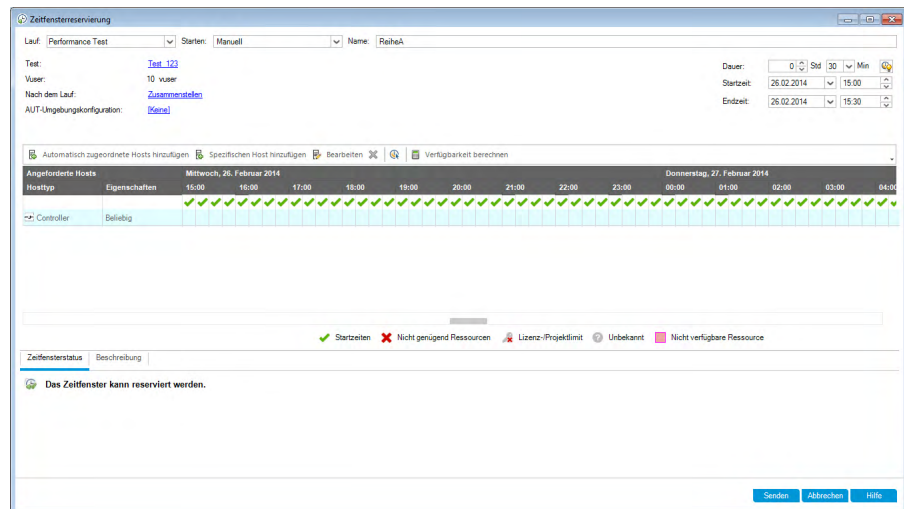 Zeitfensterreservierung
Lauf: Performance Test Starten: Manuell Name: ReiheA
Test: Test_123
Vuser: 10 vuser
Nach dem Lauf: Zusammenstellen
AUT-Umgebungskonfiguration: [Keine]
Dauer: 0 Std 30 Min
Startzeit: 26.02.2014 15:00
Endzeit: 26.02.2014 15:30
Automatisch zugeordnete Hosts hinzufügen Spezifischen Host hinzufügen Bearbeiten Verfügbarkeit berechnen
Angeforderte Hosts Mittwoch, 26. Februar 2014 Donnerstag, 27. Februar 2014
Hosttyp Eigenschaften 15:00 16:00 17:00 18:00 19:00 20:00 21:00 22:00 23:00 00:00 01:00 02:00 03:00 04:00
Controller Beliebig
Startzeiten Nicht genügend Ressourcen Lizenz-/Projektlimit Unbekannt Nicht verfügbare Ressource
Zeitfensterstatus Beschreibung
Das Zeitfenster kann reserviert werden.
Senden Abbrechen Hilfe